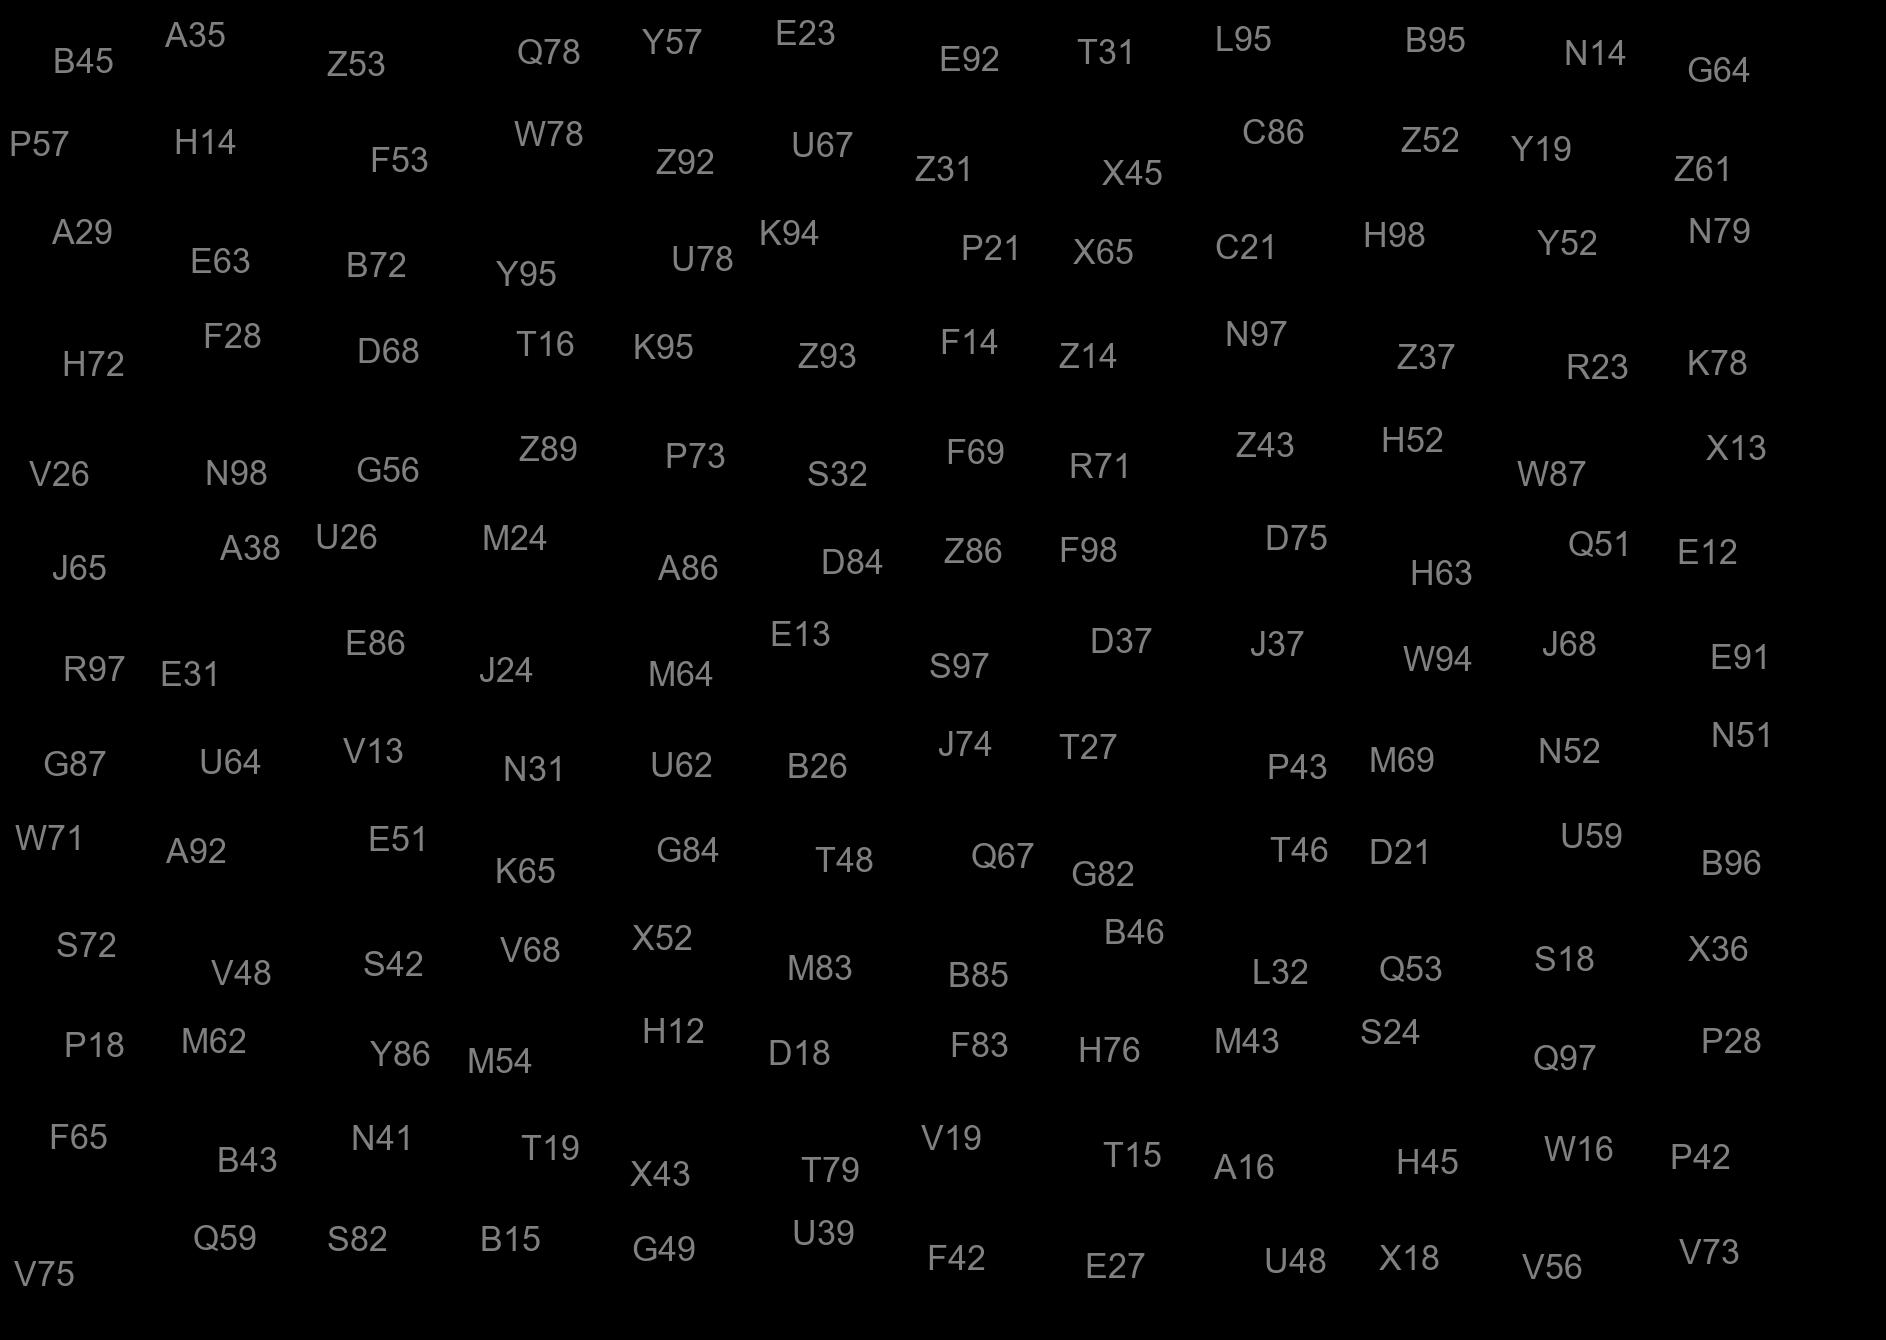 B45 A35 Z53 Q78 Y57 E23 E92 T31 L95 B95 N14 G64
P57 H14 F53 W78 Z92 U67 Z31 X45 C86 Z52 Y19 Z61
A29 E63 B72 Y95 U78 K94 P21 X65 C21 H98 Y52 N79
H72 F28 D68 T16 K95 Z93 F14 Z14 N97 Z37 R23 K78
V26 N98 G56 Z89 P73 S32 F69 R71 Z43 H52 W87 X13
J65 A38 U26 M24 A86 D84 Z86 F98 D75 H63 Q51 E12
R97 E31 E86 J24 M64 E13 S97 D37 J37 W94 J68 E91
G87 U64 V13 N31 U62 B26 J74 T27 P43 M69 N52 N51
W71 A92 E51 K65 G84 T48 Q67 G82 T46 D21 U59 B96
S72 V48 S42 V68 X52 M83 B85 B46 L32 Q53 S18 X36
P18 M62 Y86 M54 H12 D18 F83 H76 M43 S24 Q97 P28
F65 B43 N41 T19 X43 T79 V19 T15 A16 H45 W16 P42
V75 Q59 S82 B15 G49 U39 F42 E27 U48 X18 V56 V73